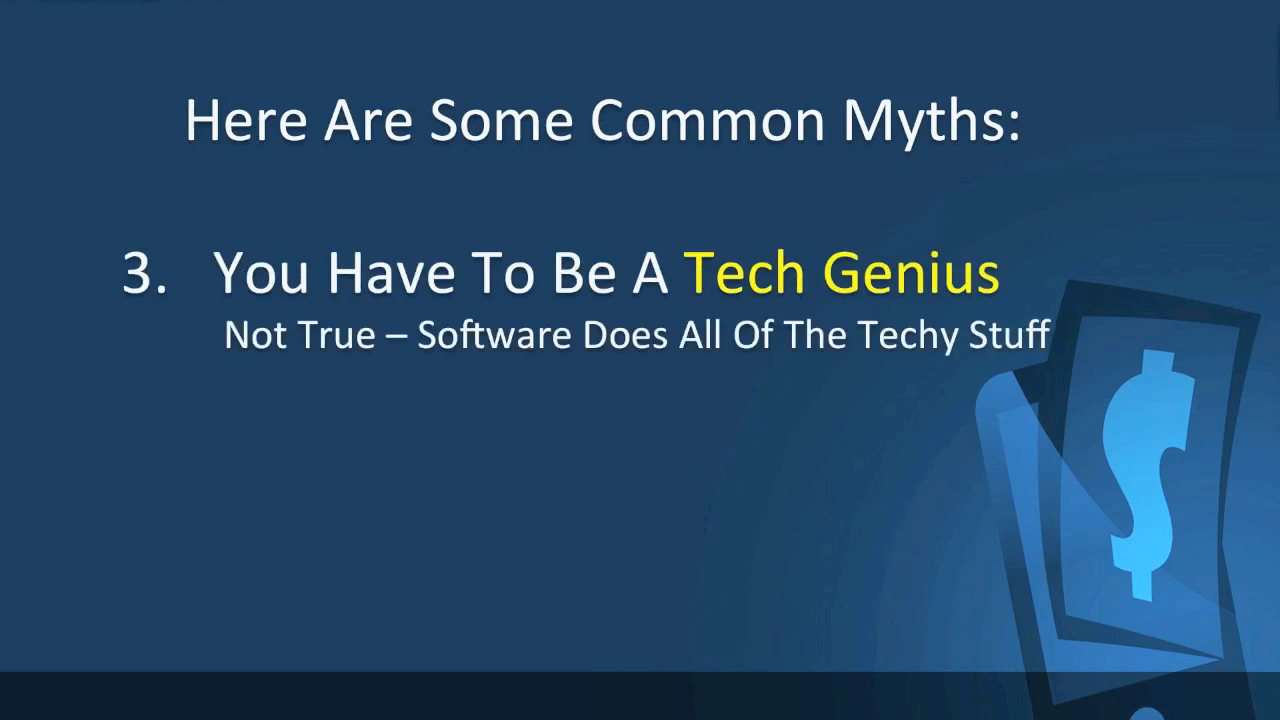 Here Are Some Common Myths:
3. You Have To Be A Tech Genius
Not True – Software Does All Of The Techy Stuff
$